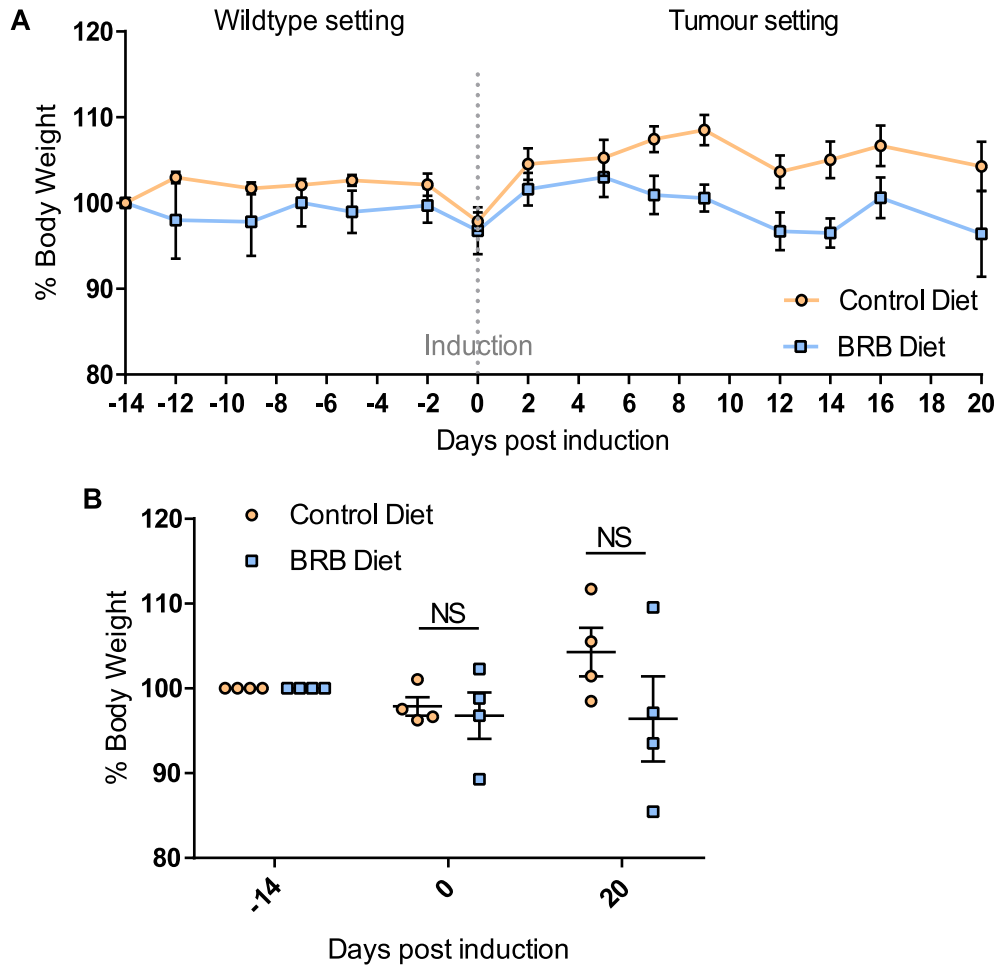 A
Wildtype setting
Tumour setting
% Body Weight
120
110
100
90
80
Induction
Control Diet
BRB Diet
-14 -12 -10 -8 -6 -4 -2 0 2 4 6 8 10 12 14 16 18 20
Days post induction
B
Control Diet
BRB Diet
% Body Weight
120
110
100
90
80
NS
NS
-14 0 20
Days post induction